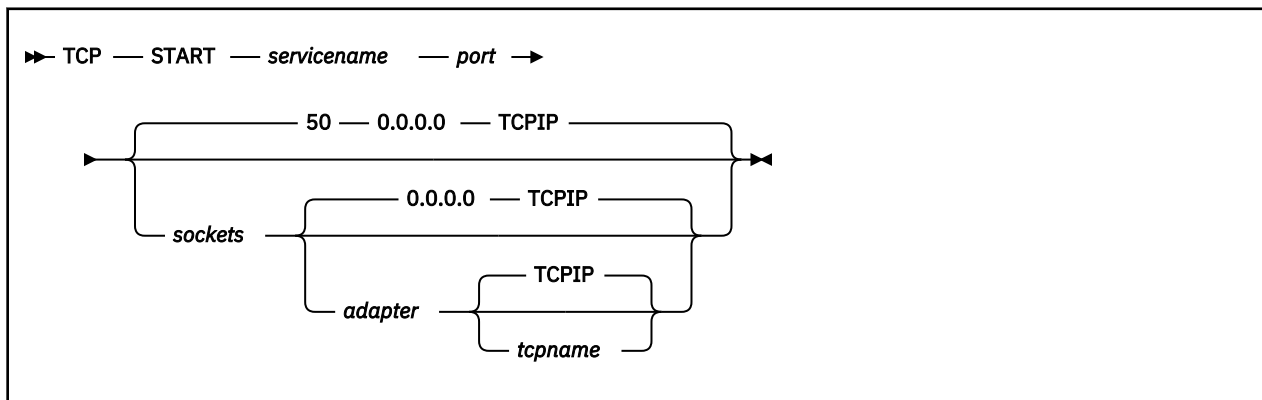 TCP START servicename port
50 0.0.0.0 TCPIP
0.0.0.0 TCPIP
sockets
TCPIP
adapter
tcpname